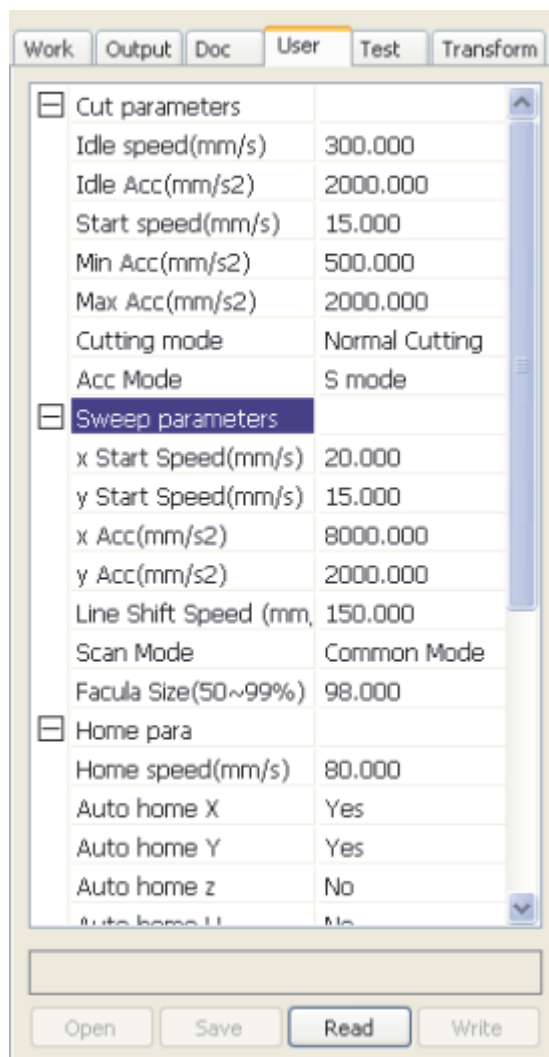 Work Output Doc User Test Transform
Cut parameters
Idle speed(mm/s) 300.000
Idle Acc(mm/s2) 2000.000
Start speed(mm/s) 15.000
Min Acc(mm/s2) 500.000
Max Acc(mm/s2) 2000.000
Cutting mode Normal Cutting
Acc Mode S mode
Sweep parameters
x Start Speed(mm/s) 20.000
y Start Speed(mm/s) 15.000
x Acc(mm/s2) 8000.000
y Acc(mm/s2) 2000.000
Line Shift Speed (mm, 150.000
Scan Mode Common Mode
Facula Size(50~99%) 98.000
Home para
Home speed(mm/s) 80.000
Auto home X Yes
Auto home Y Yes
Auto home z No
Auto home U No
Open Save Read Write